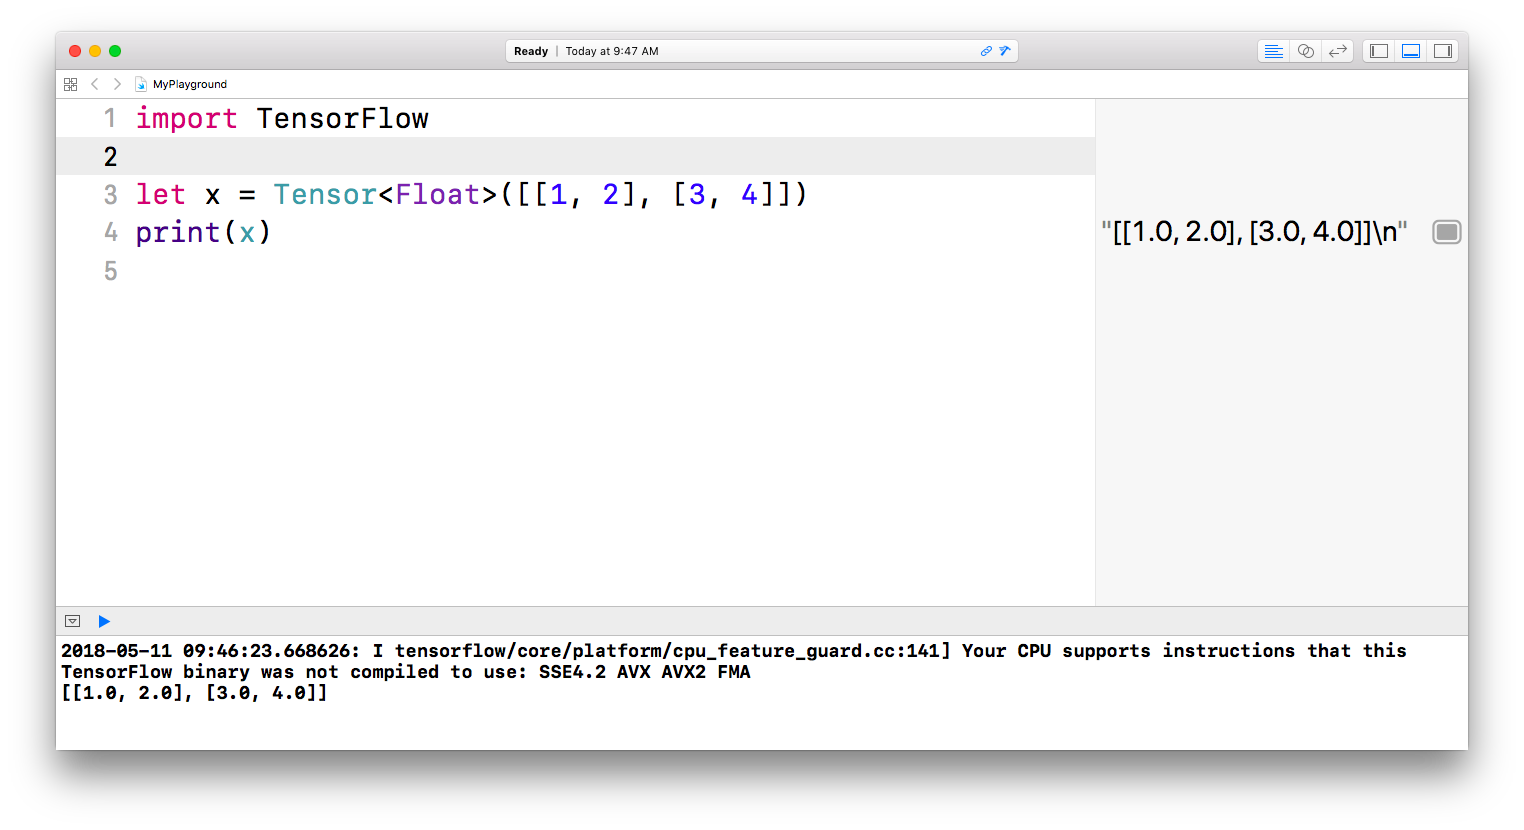 Ready | Today at 9:47 AM
MyPlayground
1 import TensorFlow
2
3 let x = Tensor<Float>([[1, 2], [3, 4]])
4 print(x)
"[[1.0, 2.0], [3.0, 4.0]]\n"
5
2018-05-11 09:46:23.668626: I tensorflow/core/platform/cpu_feature_guard.cc:141] Your CPU supports instructions that this
TensorFlow binary was not compiled to use: SSE4.2 AVX AVX2 FMA
[[1.0, 2.0], [3.0, 4.0]]